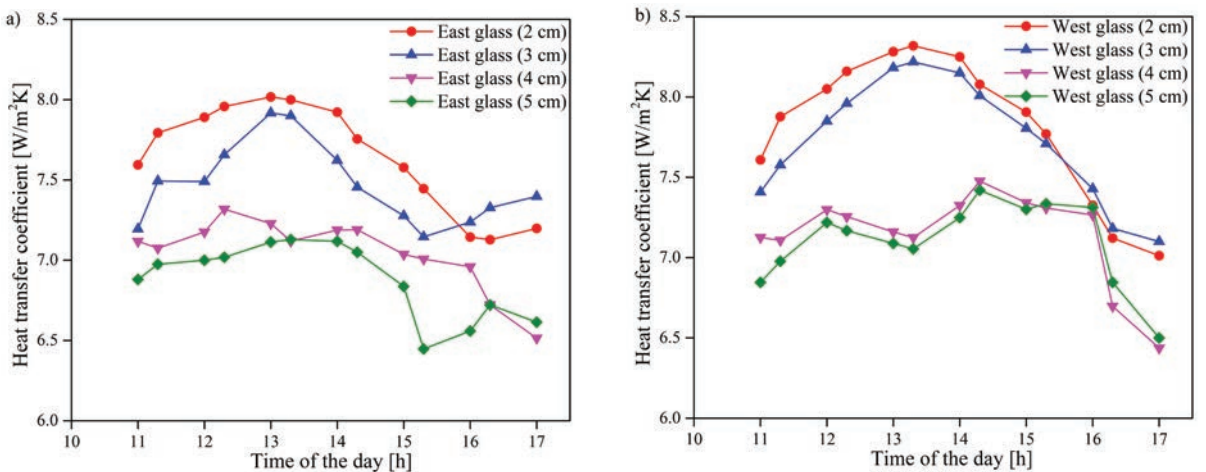 a)
8.5
8.0
7.5
7.0
6.5
6.0
Heat transfer coefficient [W/m²K]
East glass (2 cm)
East glass (3 cm)
East glass (4 cm)
East glass (5 cm)
10 11 12 13 14 15 16 17
Time of the day [h]
b)
8.5
8.0
7.5
7.0
6.5
6.0
Heat transfer coefficient [W/m²K]
West glass (2 cm)
West glass (3 cm)
West glass (4 cm)
West glass (5 cm)
10 11 12 13 14 15 16 17
Time of the day [h]